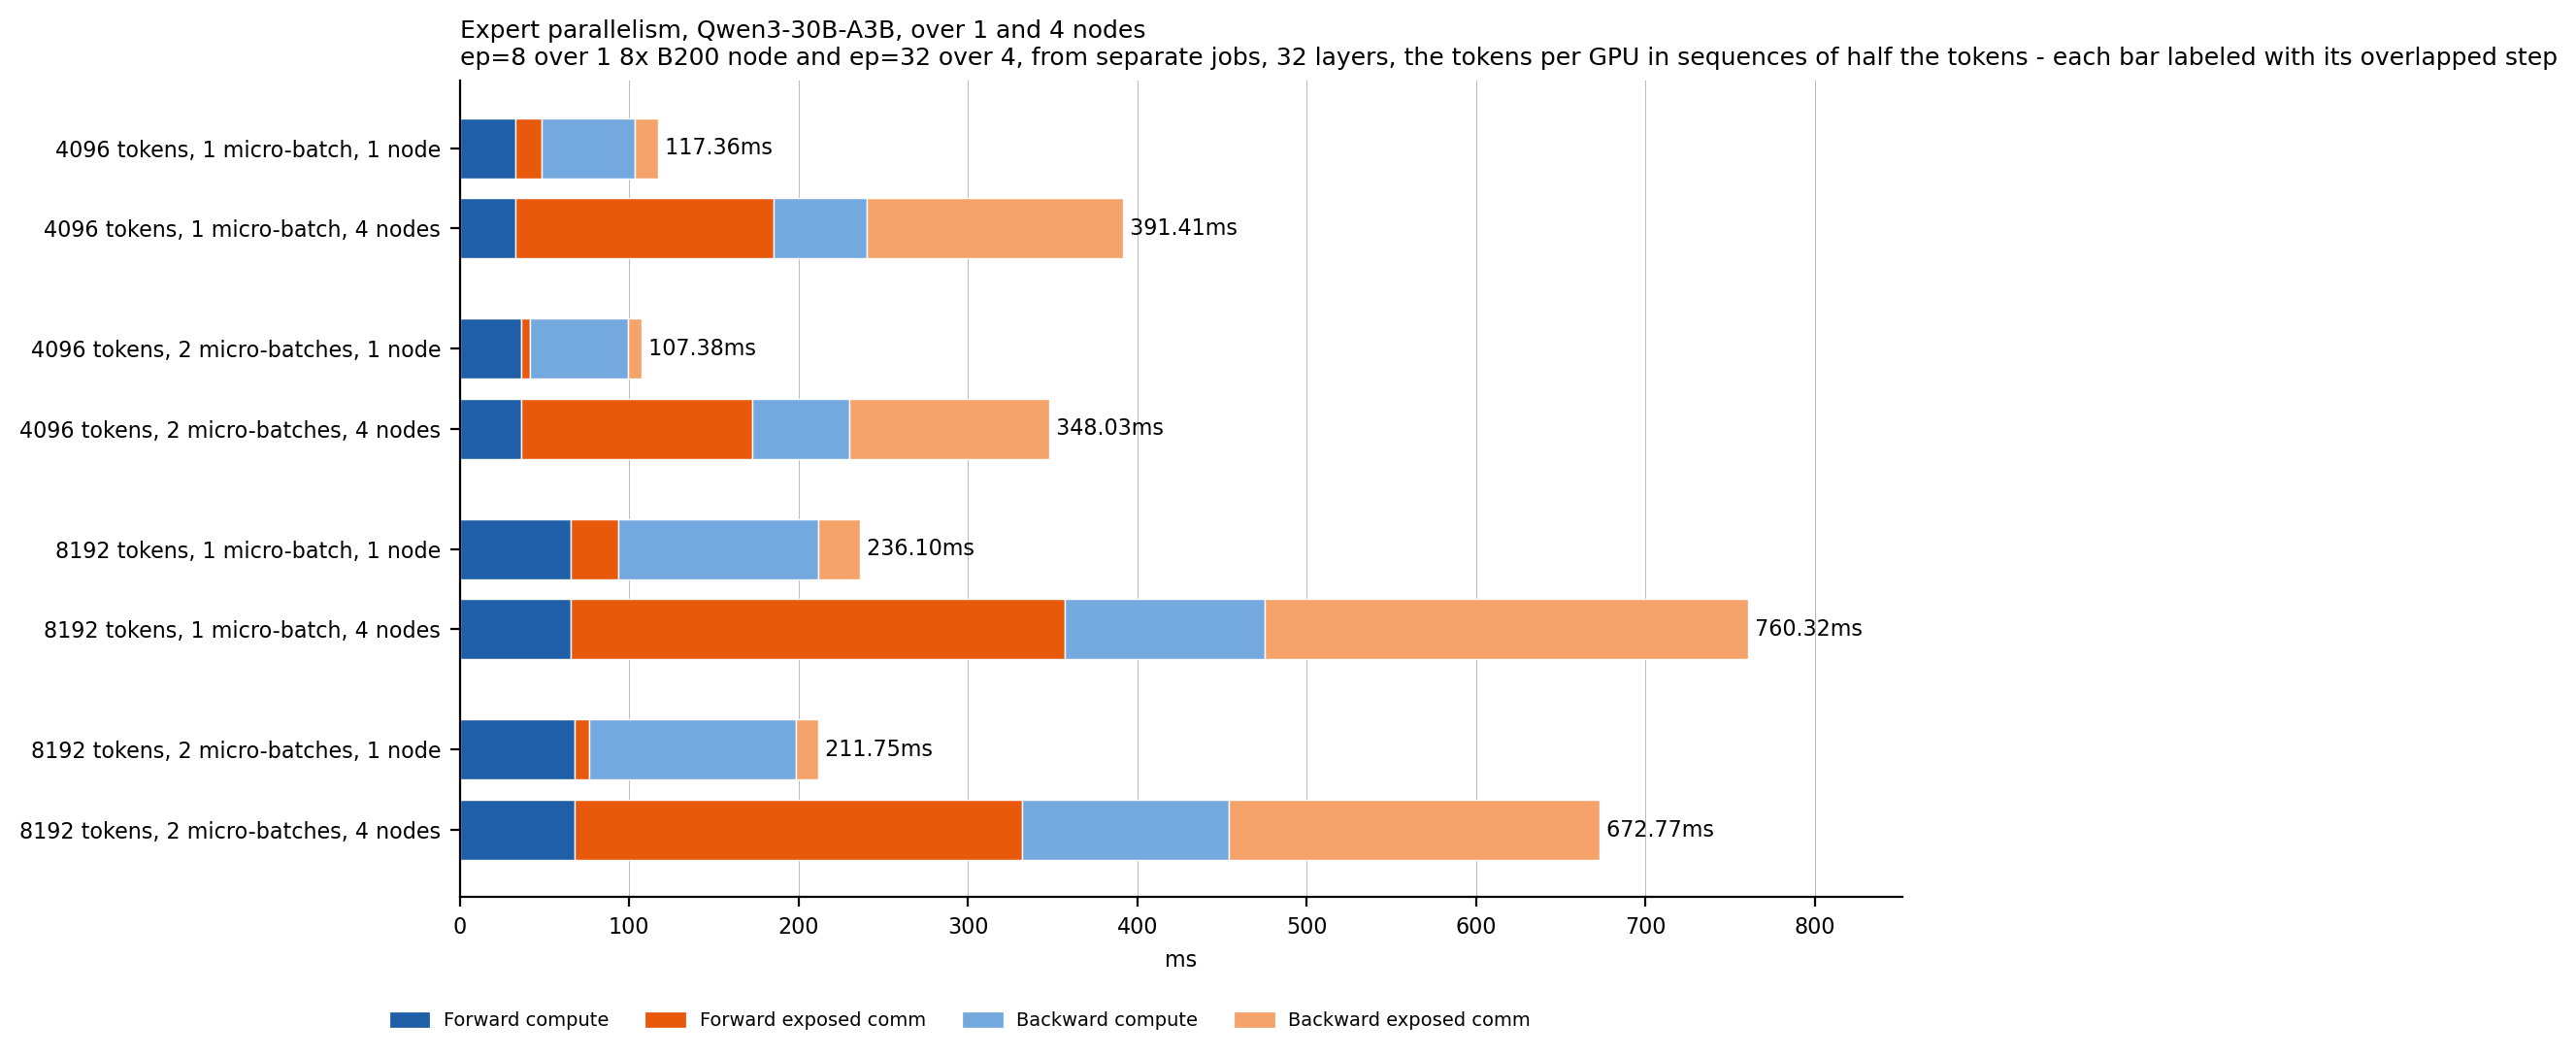 Expert parallelism, Qwen3-30B-A3B, over 1 and 4 nodes
ep=8 over 1 8x B200 node and ep=32 over 4, from separate jobs, 32 layers, the tokens per GPU in sequences of half the tokens - each bar labeled with its overlapped step
4096 tokens, 1 micro-batch, 1 node
117.36ms
4096 tokens, 1 micro-batch, 4 nodes
391.41ms
4096 tokens, 2 micro-batches, 1 node
107.38ms
4096 tokens, 2 micro-batches, 4 nodes
348.03ms
8192 tokens, 1 micro-batch, 1 node
236.10ms
8192 tokens, 1 micro-batch, 4 nodes
760.32ms
8192 tokens, 2 micro-batches, 1 node
211.75ms
8192 tokens, 2 micro-batches, 4 nodes
672.77ms
0 100 200 300 400 500 600 700 800
ms
Forward compute Forward exposed comm Backward compute Backward exposed comm